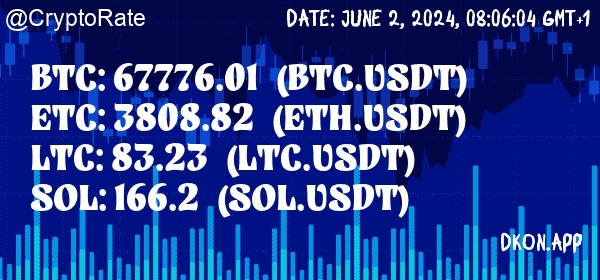 @CryptoRate
DATE: JUNE 2, 2024, 08:06:04 GMT+1
BTC: 67776.01 (BTC.USDT)
ETC: 3808.82 (ETH.USDT)
LTC: 83.23 (LTC.USDT)
SOL: 166.2 (SOL.USDT)
DKON.APP